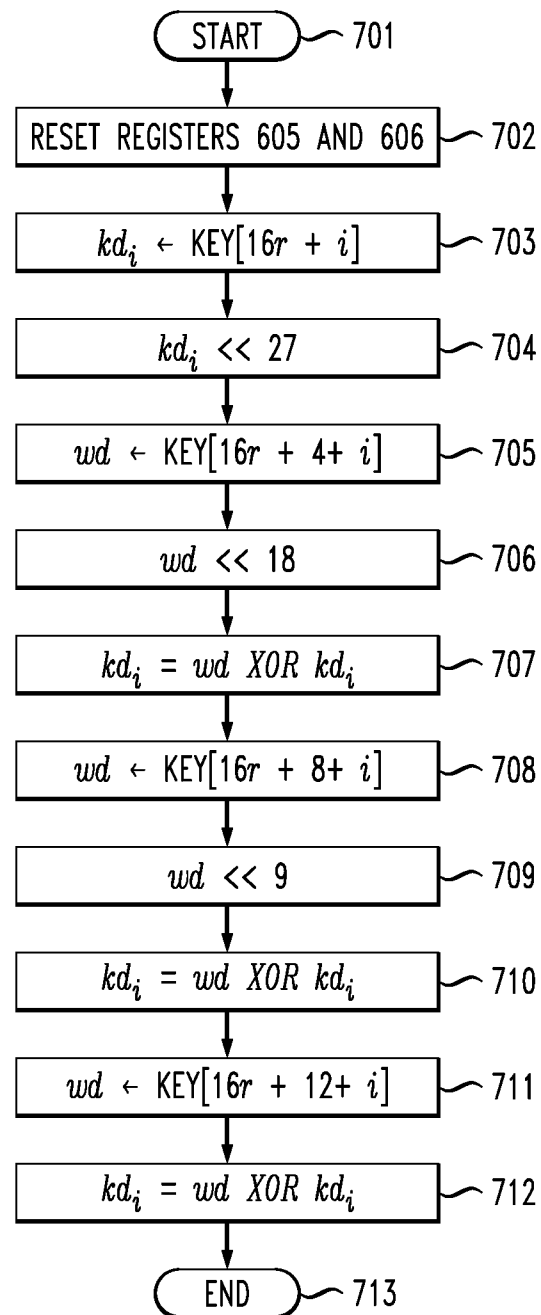 START 701
RESET REGISTERS 605 AND 606 702
kd_i ← KEY[16r + i] 703
kd_i << 27 704
wd ← KEY[16r + 4+ i] 705
wd << 18 706
kd_i = wd XOR kd_i 707
wd ← KEY[16r + 8+ i] 708
wd << 9 709
kd_i = wd XOR kd_i 710
wd ← KEY[16r + 12+ i] 711
kd_i = wd XOR kd_i 712
END 713